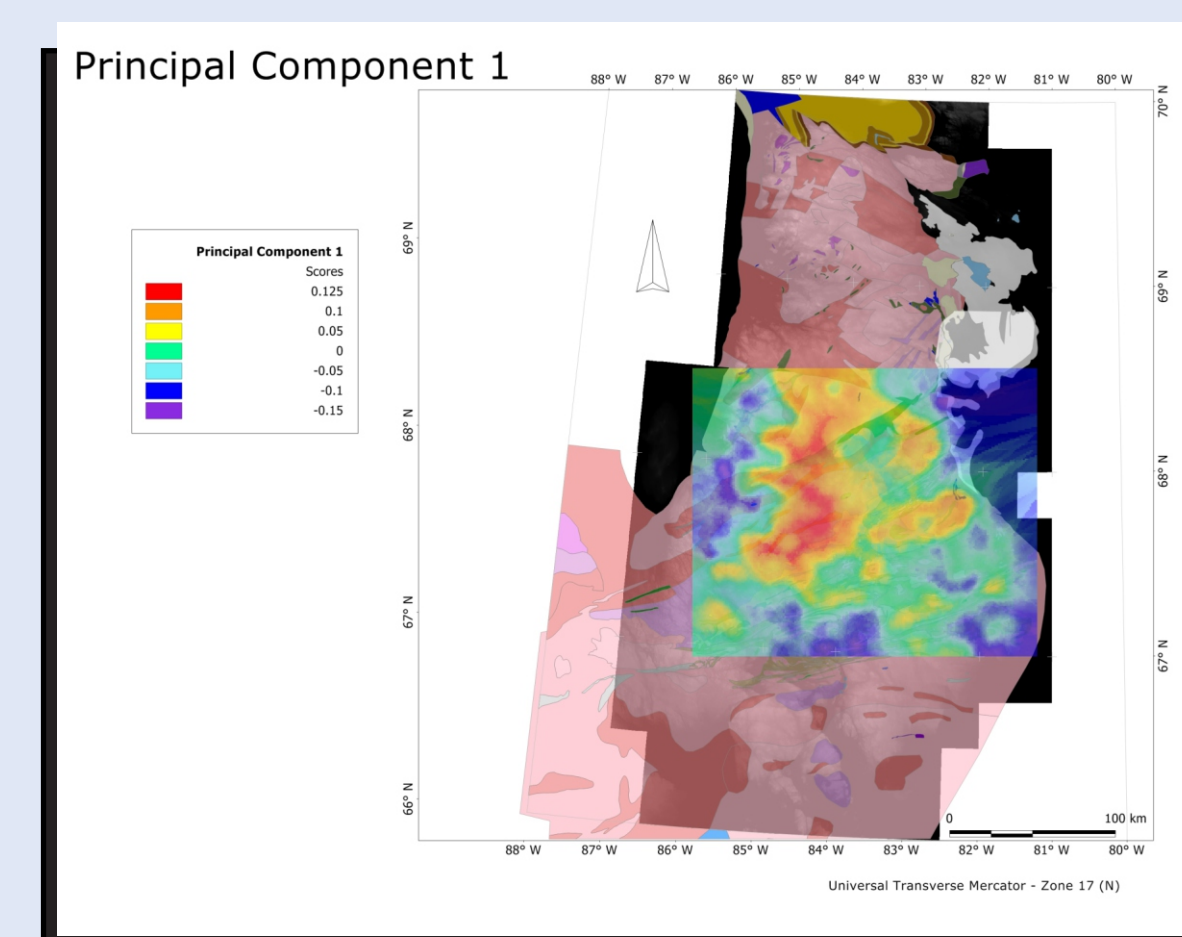 Principal Component 1
88° W 87° W 86° W 85° W 84° W 83° W 82° W 81° W 80° W
70° N
69° N
69° N
68° N
68° N
67° N
67° N
66° N
Principal Component 1
Scores
0.125
0.1
0.05
0
-0.05
-0.1
-0.15
0 100 km
88° W 87° W 86° W 85° W 84° W 83° W 82° W 81° W 80° W
Universal Transverse Mercator - Zone 17 (N)